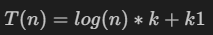 T(n) = log(n) * k + k1